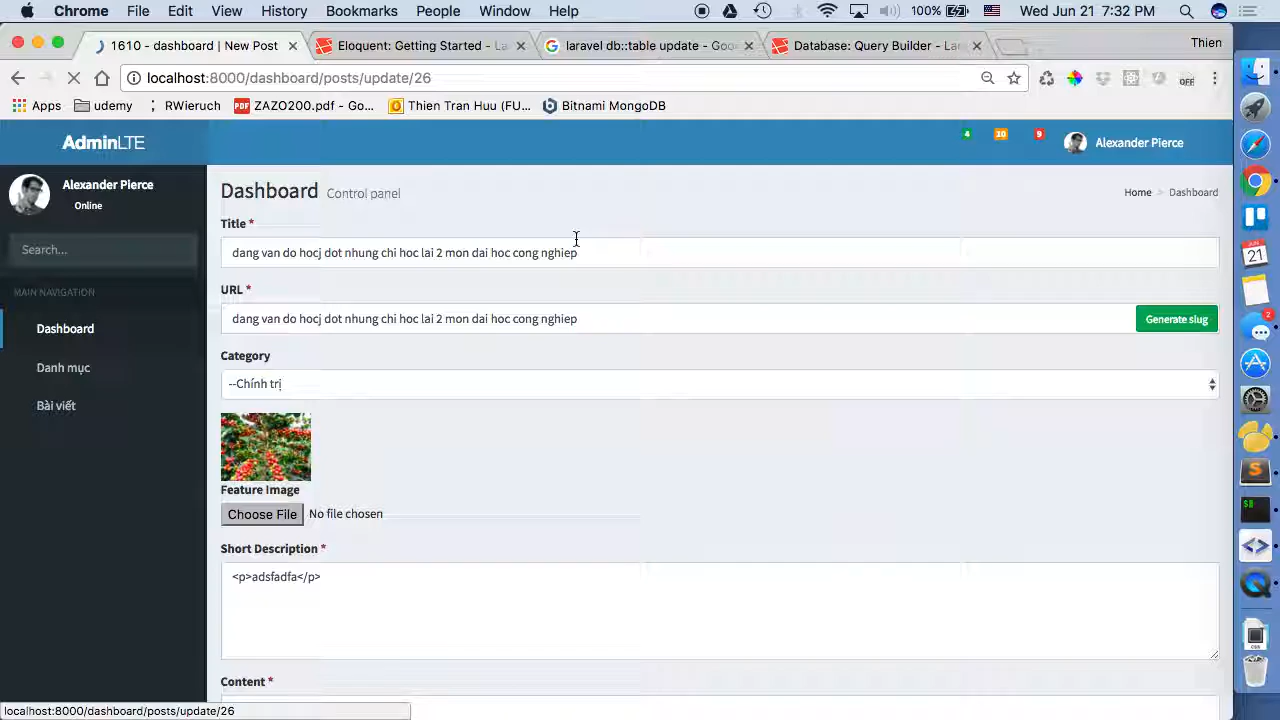 Chrome File Edit View History Bookmarks People Window Help 100% Wed Jun 21 7:32 PM
1610 - dashboard | New Post
Eloquent: Getting Started - La
laravel db::table update - Goo
Database: Query Builder - Lar
Thien
localhost:8000/dashboard/posts/update/26
OFF
Apps udemy RWieruch ZAZO200.pdf - Go... Thien Tran Huu (FU... Bitnami MongoDB
AdminLTE
4 10 9 Alexander Pierce
Alexander Pierce
Online
Search...
MAIN NAVIGATION
Dashboard
Danh mục
Bài viết
Dashboard Control panel
Home > Dashboard
Title *
dang van do hocj dot nhung chi hoc lai 2 mon dai hoc cong nghiep
URL *
dang van do hocj dot nhung chi hoc lai 2 mon dai hoc cong nghiep
Generate slug
Category
--Chính trị
Feature Image
Choose File No file chosen
Short Description *
<p>adsfadfa</p>
Content *
localhost:8000/dashboard/posts/update/26
JUN
21
2